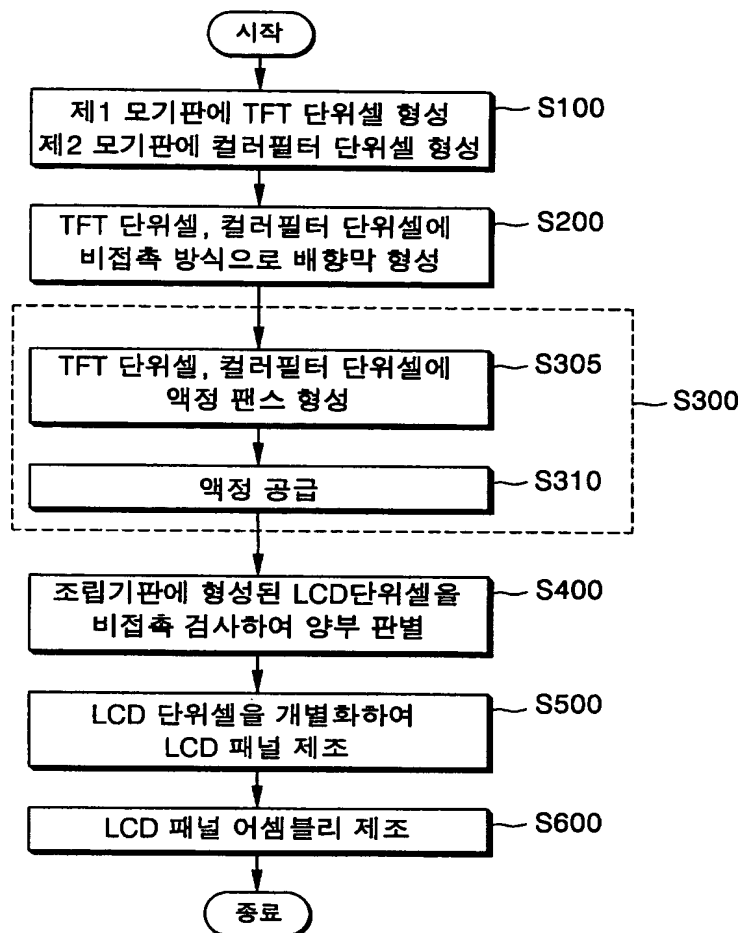 시작
제1 모기판에 TFT 단위셀 형성
제2 모기판에 컬러필터 단위셀 형성
S100
TFT 단위셀, 컬러필터 단위셀에
비접촉 방식으로 배향막 형성
S200
TFT 단위셀, 컬러필터 단위셀에
액정 팬스 형성
S305
S300
액정 공급
S310
조립기판에 형성된 LCD단위셀을
비접촉 검사하여 양부 판별
S400
LCD 단위셀을 개별화하여
LCD 패널 제조
S500
LCD 패널 어셈블리 제조
S600
종료